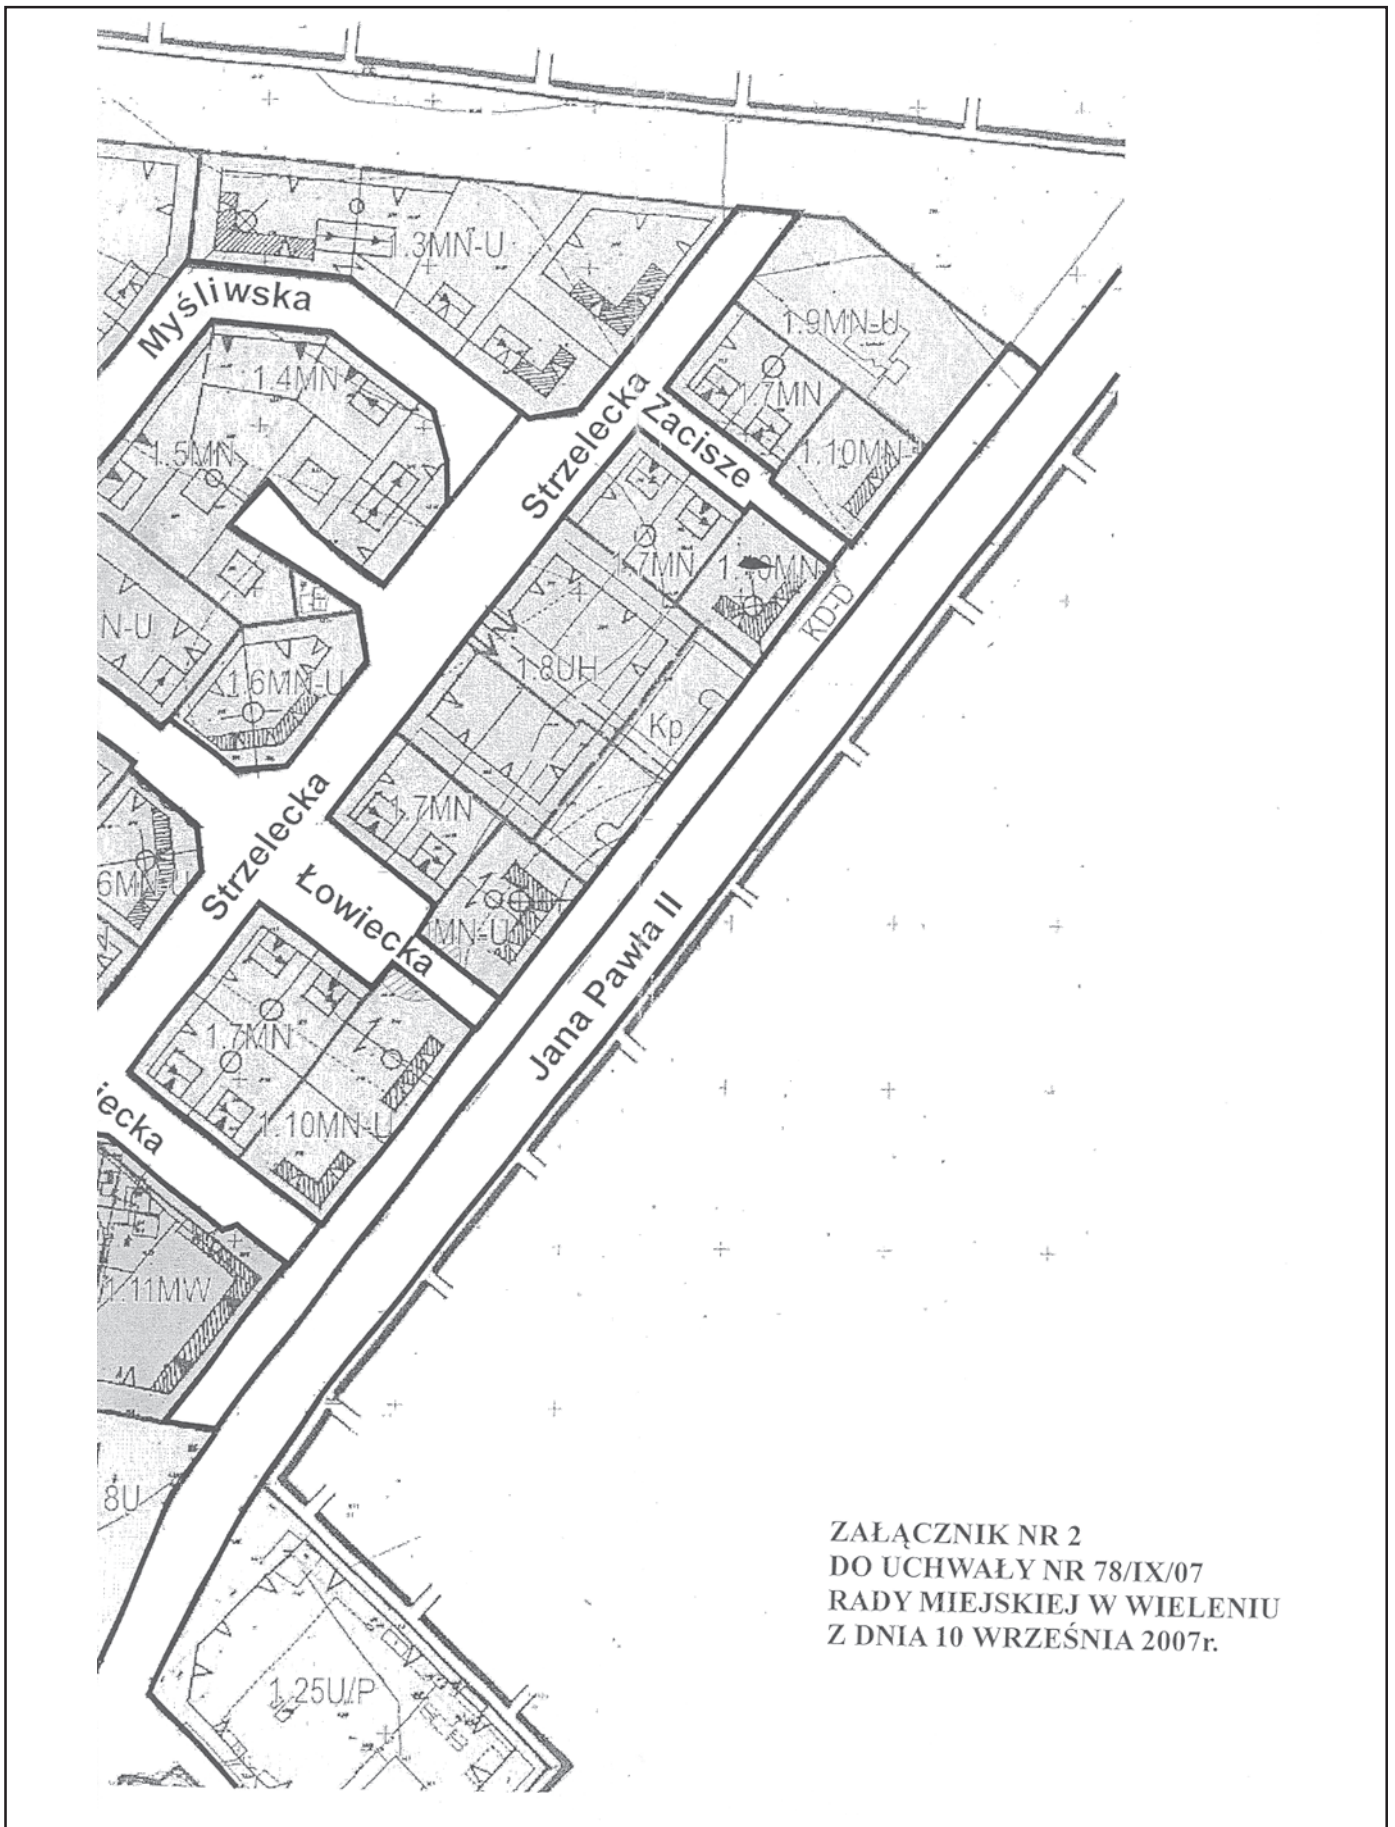 1.3MN-U
Myśliwska
1.9MN-U
1.4MN
1.7MN
Strzelecka
Zacisze
1.10MN-
1.5MN
1.7MN
KD-D
N-U
1.8UH
1.6MN-U
Kp
1.7MN
Strzelecka
6MN-U
Łowiecka
MN-U
Jana Pawła II
1.7MN
iecka
1.10MN-U
1.11MW
8U
ZAŁĄCZNIK NR 2
DO UCHWAŁY NR 78/IX/07
RADY MIEJSKIEJ W WIELENIU
Z DNIA 10 WRZEŚNIA 2007r.
1.25U/P